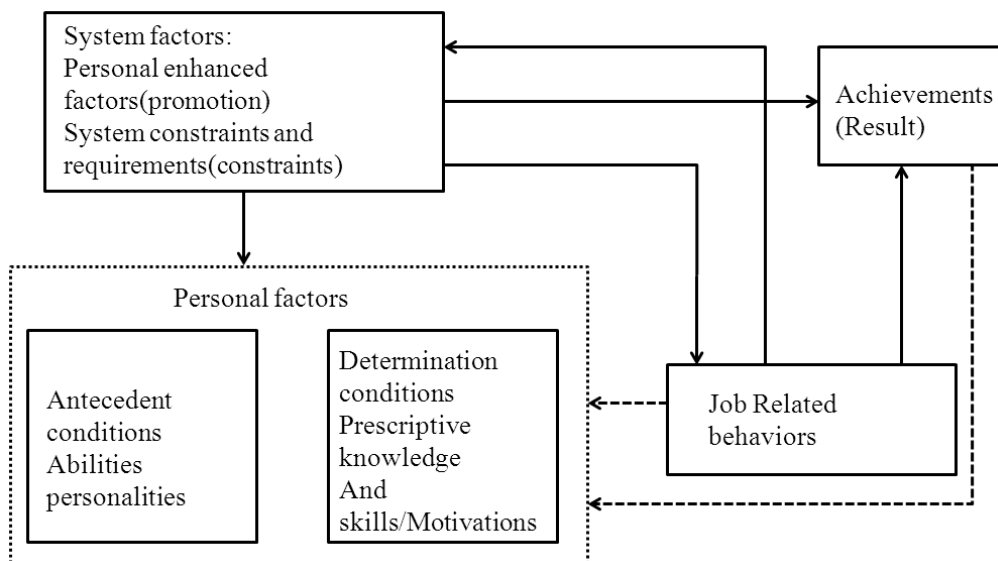 System factors:
Personal enhanced
factors(promotion)
System constraints and
requirements(constraints)
Achievements
(Result)
Personal factors
Antecedent
conditions
Abilities
personalities
Determination
conditions
Prescriptive
knowledge
And
skills/Motivations
Job Related
behaviors